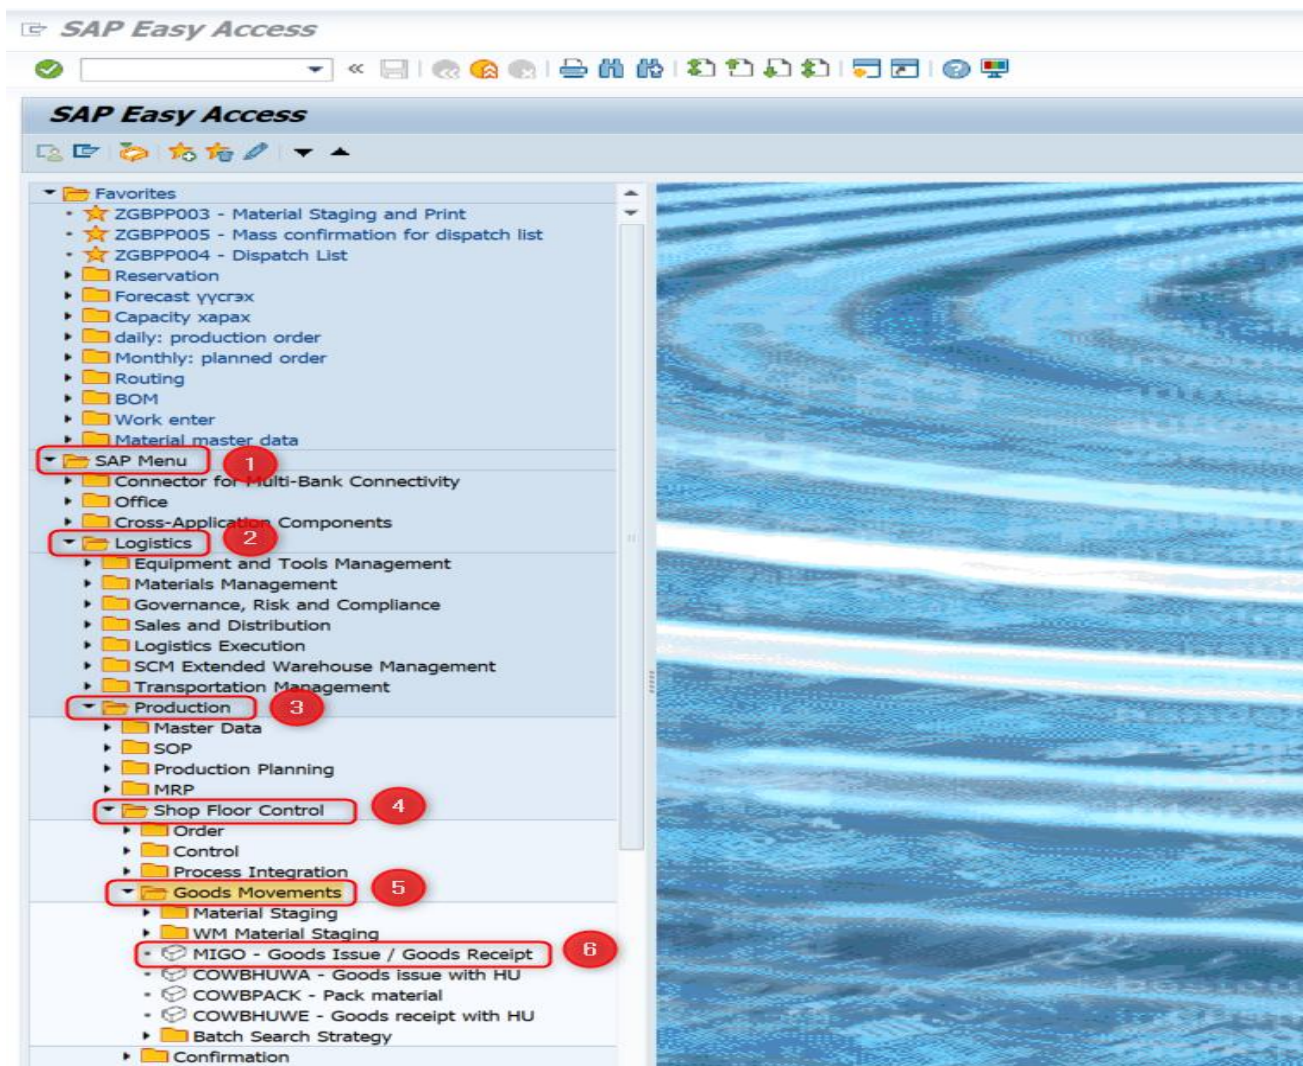 SAP Easy Access
SAP Easy Access
Favorites
ZGBPP003 - Material Staging and Print
ZGBPP005 - Mass confirmation for dispatch list
ZGBPP004 - Dispatch List
Reservation
Forecast үүсгэх
Capacity харах
daily: production order
Monthly: planned order
Routing
BOM
Work enter
Material master data
SAP Menu 1
Connector for Multi-Bank Connectivity
Office
Cross-Application Components
Logistics 2
Equipment and Tools Management
Materials Management
Governance, Risk and Compliance
Sales and Distribution
Logistics Execution
SCM Extended Warehouse Management
Transportation Management
Production 3
Master Data
SOP
Production Planning
MRP
Shop Floor Control 4
Order
Control
Process Integration
Goods Movements 5
Material Staging
WM Material Staging
MIGO - Goods Issue / Goods Receipt 6
COWBHUWA - Goods issue with HU
COWBPACK - Pack material
COWBHUWE - Goods receipt with HU
Batch Search Strategy
Confirmation